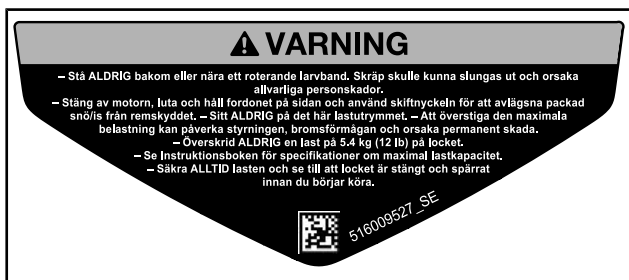 ⚠ VARNING
– Stå ALDRIG bakom eller nära ett roterande larvband. Skräp skulle kunna slungas ut och orsaka
allvarliga personskador.
– Stäng av motorn, luta och håll fordonet på sidan och använd skiftnyckeln för att avlägsna packad
snö/is från remskyddet. – Sitt ALDRIG på det här lastutrymmet. – Att överstiga den maximala
belastning kan påverka styrningen, bromsförmågan och orsaka permanent skada.
– Överskrid ALDRIG en last på 5.4 kg (12 lb) på locket.
– Se Instruktionsboken för specifikationer om maximal lastkapacitet.
– Säkra ALLTID lasten och se till att locket är stängt och spärrat
innan du börjar köra.
516009527_SE